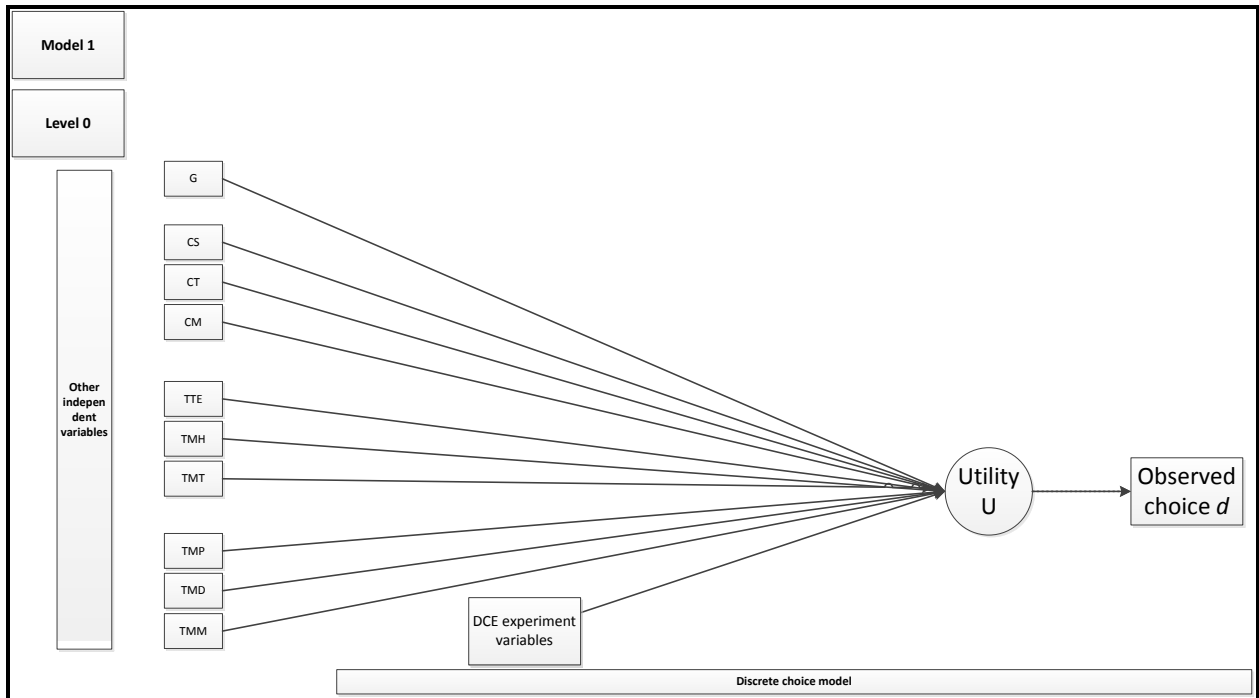 Model 1
Level 0
G
CS
CT
CM
TTE
TMH
TMT
TMP
TMD
TMM
Other
indepen
dent
variables
DCE experiment
variables
Utility
U
Observed
choice d
Discrete choice model